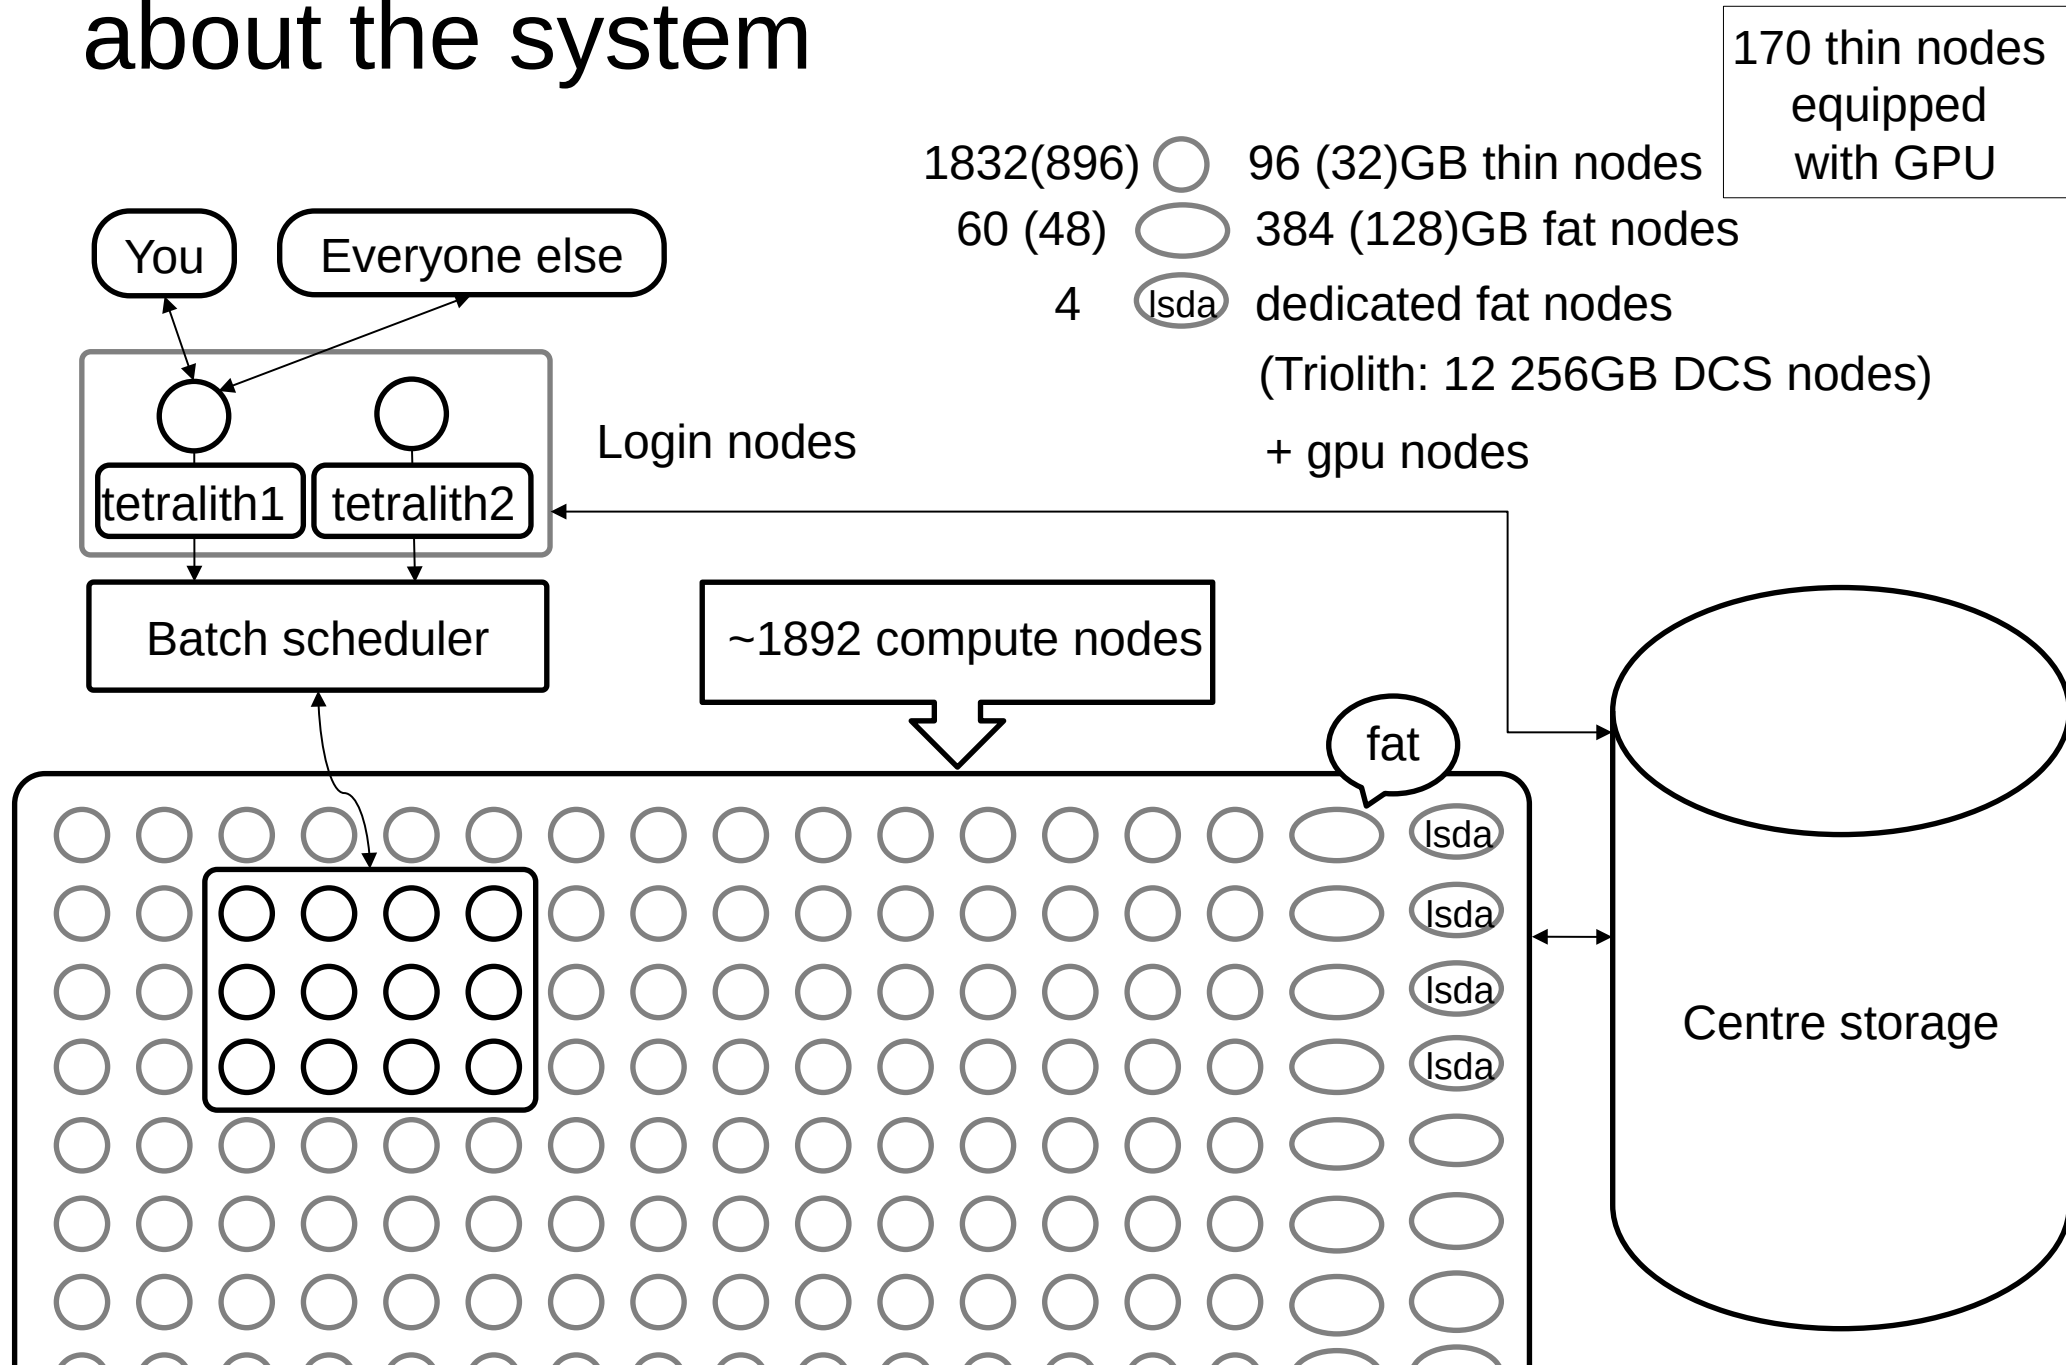 about the system
170 thin nodes
equipped
with GPU
1832(896)
96 (32)GB thin nodes
60 (48)
384 (128)GB fat nodes
4
lsda
dedicated fat nodes
(Triolith: 12 256GB DCS nodes)
+ gpu nodes
You
Everyone else
Login nodes
tetralith1
tetralith2
Batch scheduler
~1892 compute nodes
fat
lsda
lsda
lsda
lsda
Centre storage